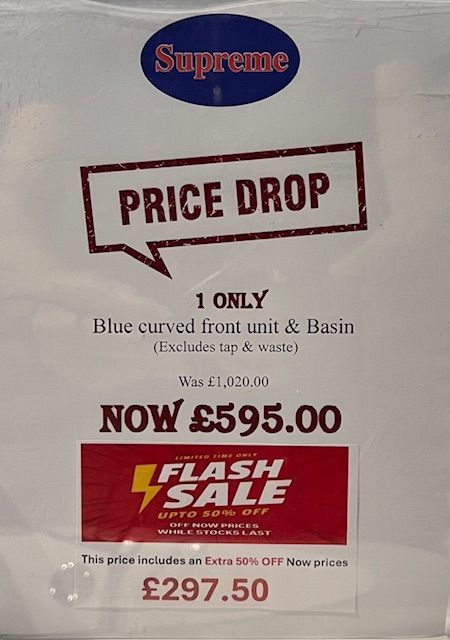 Supreme
PRICE DROP
1 ONLY
Blue curved front unit & Basin
(Excludes tap & waste)
Was £1,020.00
NOW £595.00
LIMITED TIME ONLY
FLASH
SALE
UPTO 50% OFF
OFF NOW PRICES
WHILE STOCKS LAST
This price includes an Extra 50% OFF Now prices
£297.50